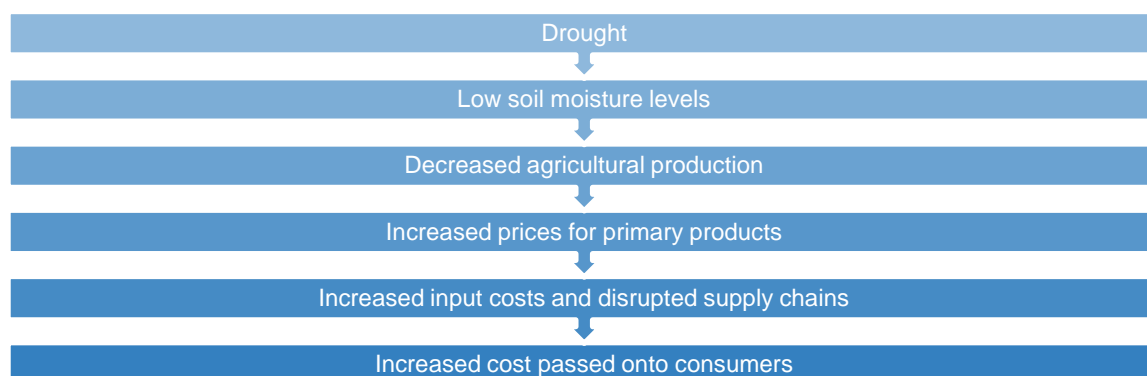 Drought
Low soil moisture levels
Decreased agricultural production
Increased prices for primary products
Increased input costs and disrupted supply chains
Increased cost passed onto consumers